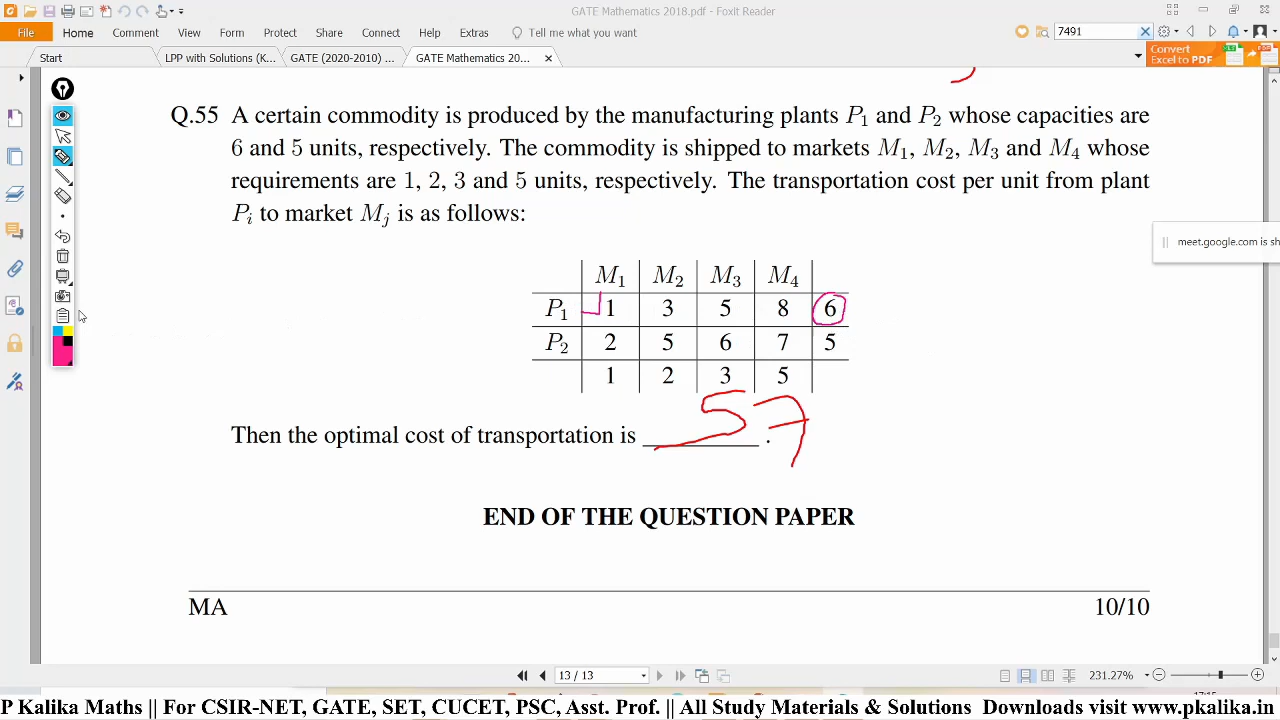 GATE Mathematics 2018.pdf - Foxit Reader
File Home Comment View Form Protect Share Connect Help Extras Tell me what you want... 7491
Start LPP with Solutions (K... GATE (2020-2010) ... GATE Mathematics 20... Convert Excel to PDF
Q.55 A certain commodity is produced by the manufacturing plants P1 and P2 whose capacities are
6 and 5 units, respectively. The commodity is shipped to markets M1, M2, M3 and M4 whose
requirements are 1, 2, 3 and 5 units, respectively. The transportation cost per unit from plant
Pi to market Mj is as follows:
meet.google.com is sh
M1 M2 M3 M4
P1 1 3 5 8 6
P2 2 5 6 7 5
1 2 3 5
57
Then the optimal cost of transportation is ________ .
END OF THE QUESTION PAPER
MA 10/10
13 / 13 231.27%
P Kalika Maths || For CSIR-NET, GATE, SET, CUCET, PSC, Asst. Prof. || All Study Materials & Solutions Downloads visit www.pkalika.in